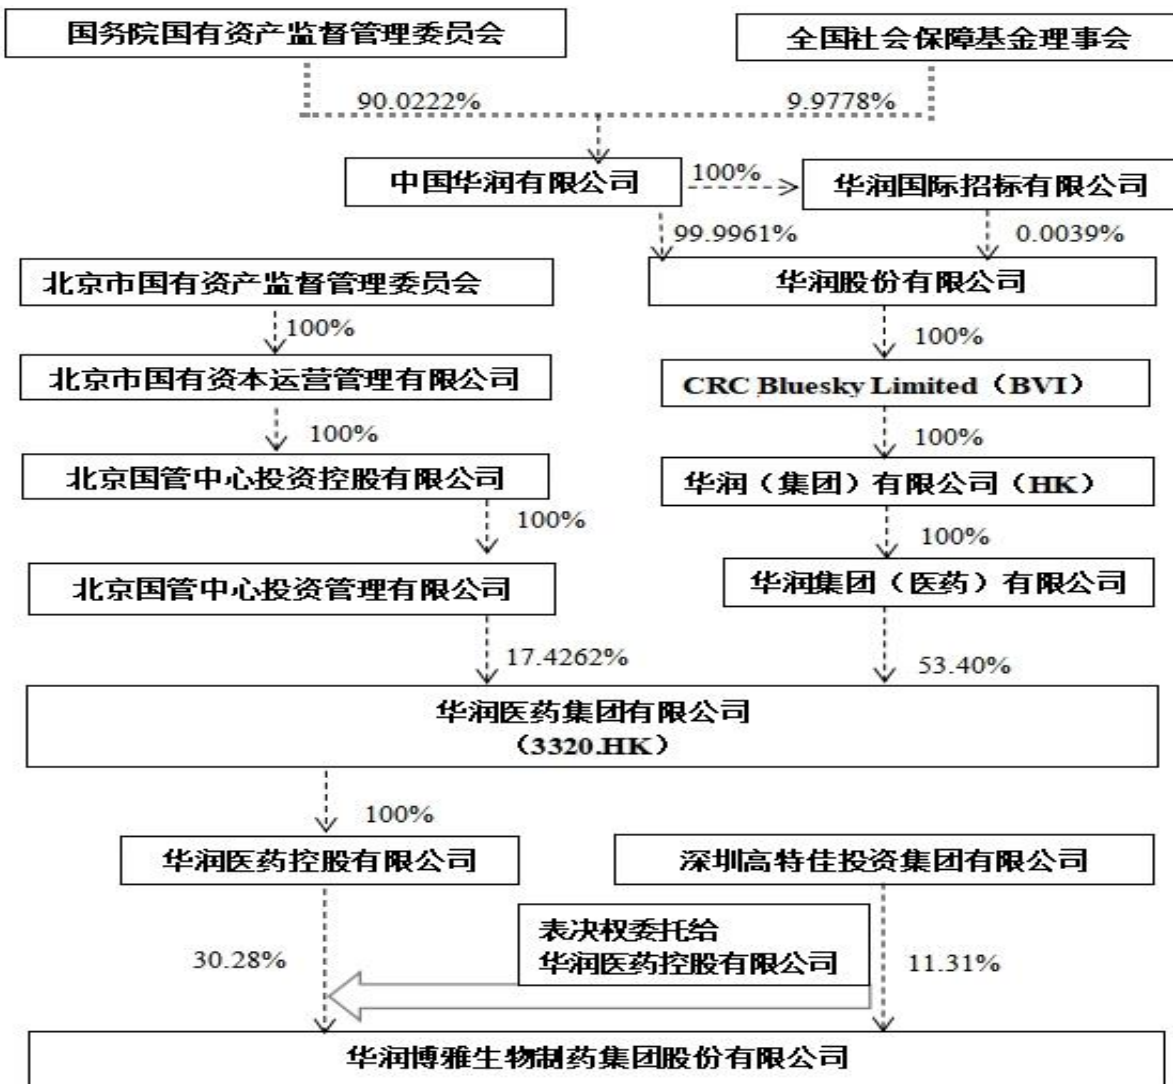 国务院国有资产监督管理委员会
全国社会保障基金理事会
90.0222%
9.9778%
中国华润有限公司
100%
华润国际招标有限公司
99.9961%
0.0039%
北京市国有资产监督管理委员会
华润股份有限公司
100%
100%
北京市国有资本运营管理有限公司
CRC Bluesky Limited（BVI）
100%
100%
北京国管中心投资控股有限公司
华润（集团）有限公司（HK）
100%
100%
北京国管中心投资管理有限公司
华润集团（医药）有限公司
17.4262%
53.40%
华润医药集团有限公司
（3320.HK）
100%
华润医药控股有限公司
深圳高特佳投资集团有限公司
表决权委托给
华润医药控股有限公司
30.28%
11.31%
华润博雅生物制药集团股份有限公司